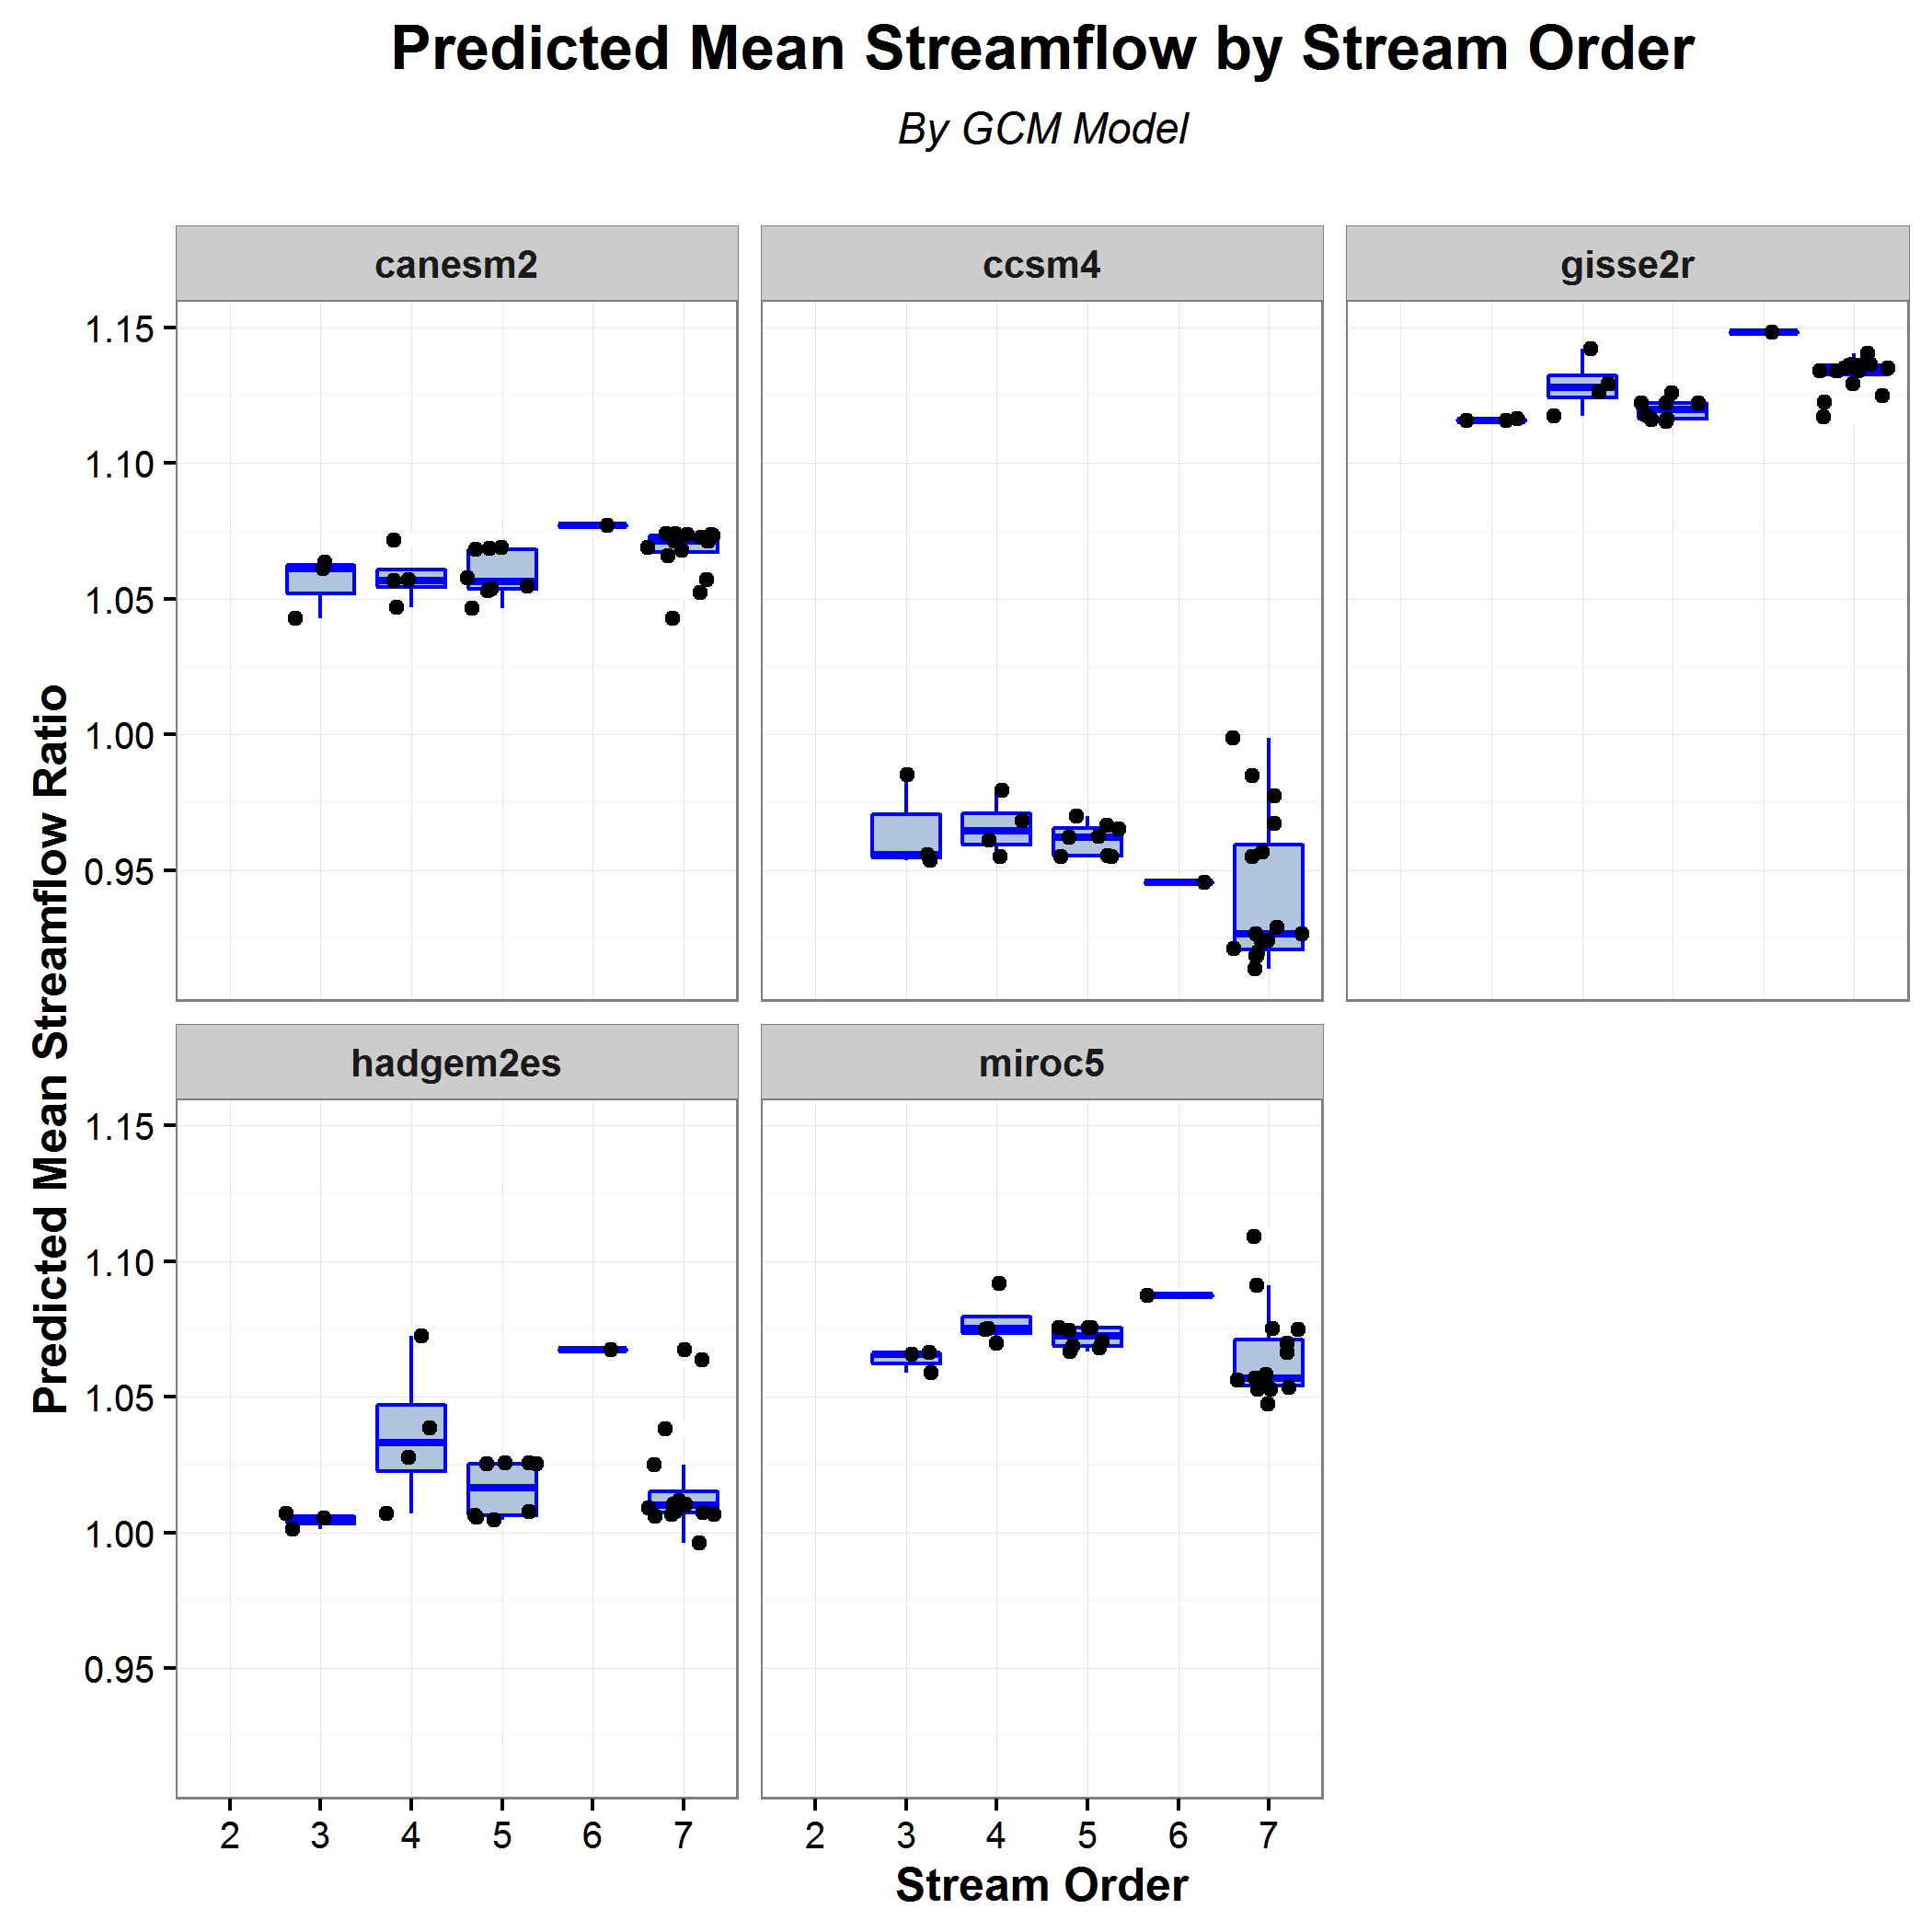 Predicted Mean Streamflow by Stream Order
By GCM Model
canesm2
ccsm4
gisse2r
1.15
1.10
1.05
1.00
0.95
hadgem2es
miroc5
1.15
1.10
1.05
1.00
0.95
Predicted Mean Streamflow Ratio
2 3 4 5 6 7
2 3 4 5 6 7
Stream Order